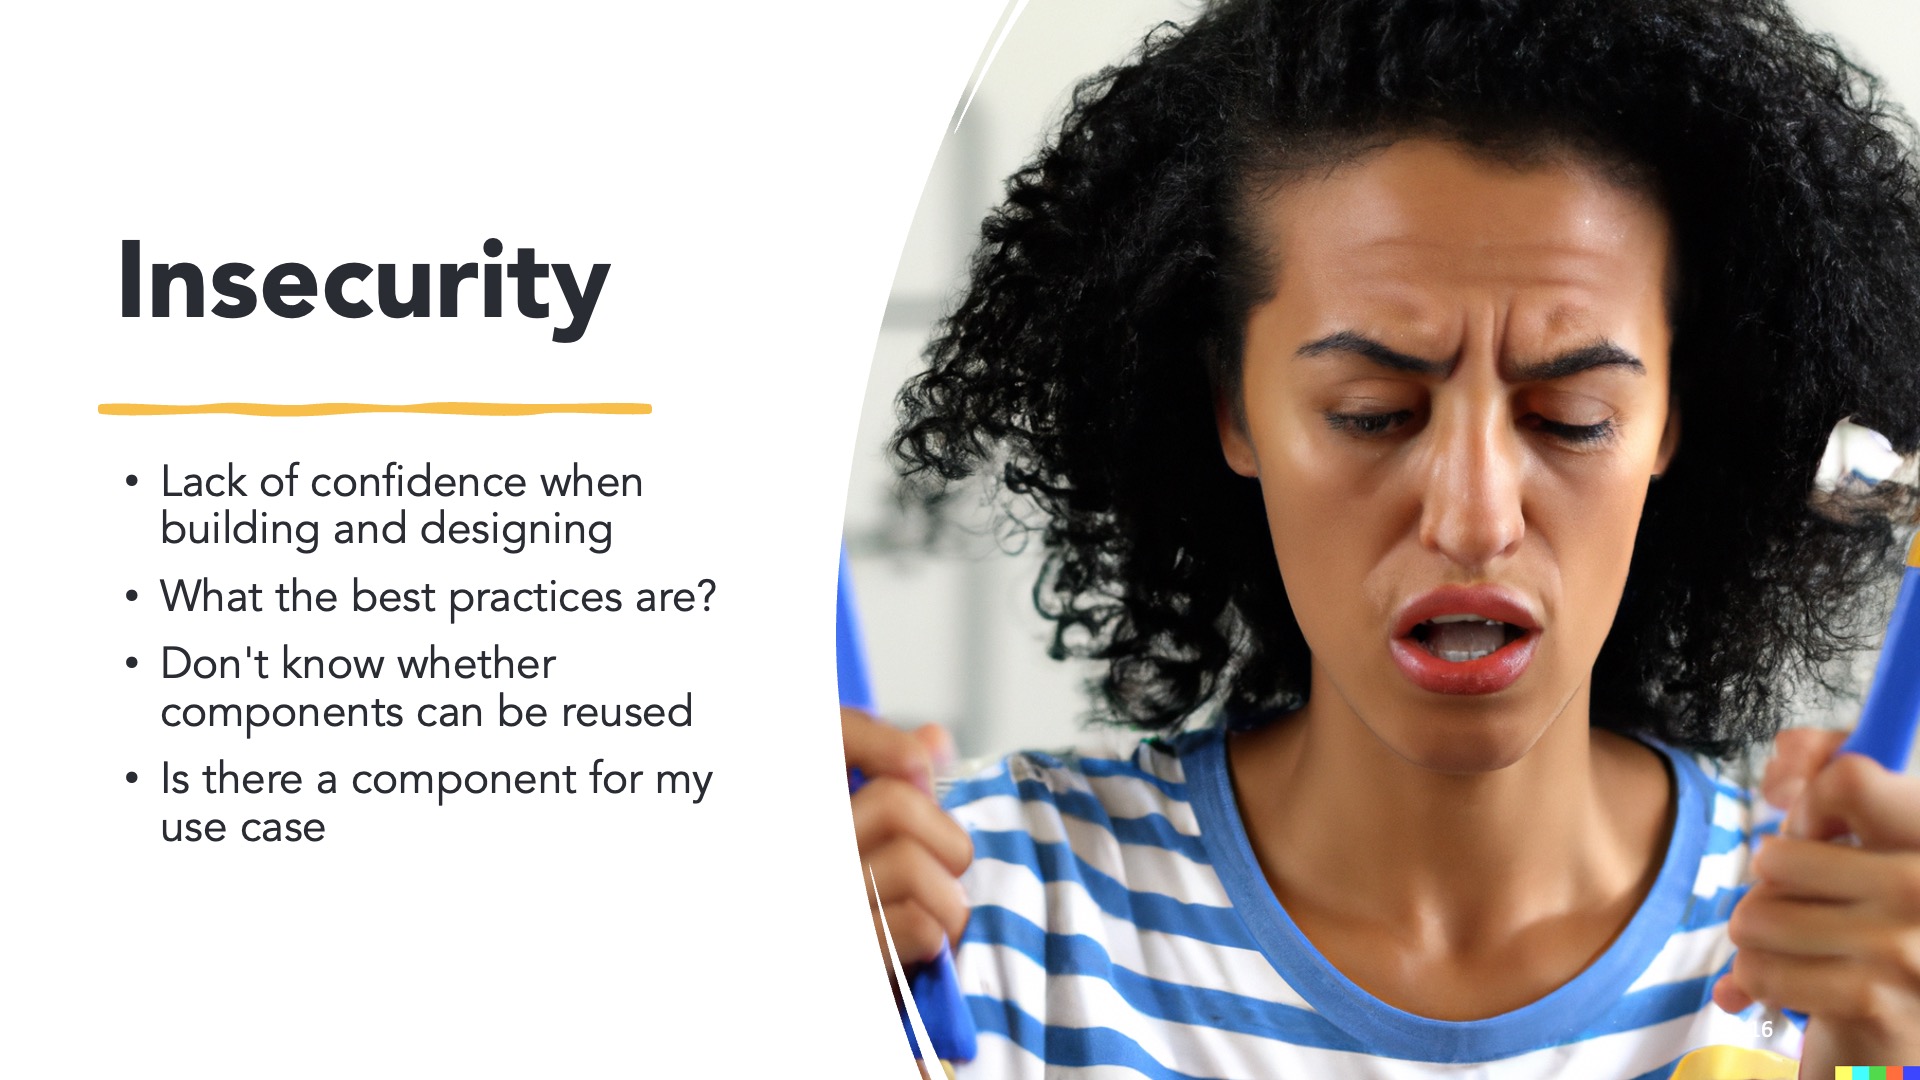 Insecurity
• Lack of confidence when
building and designing
• What the best practices are?
• Don't know whether
components can be reused
• Is there a component for my
use case
16